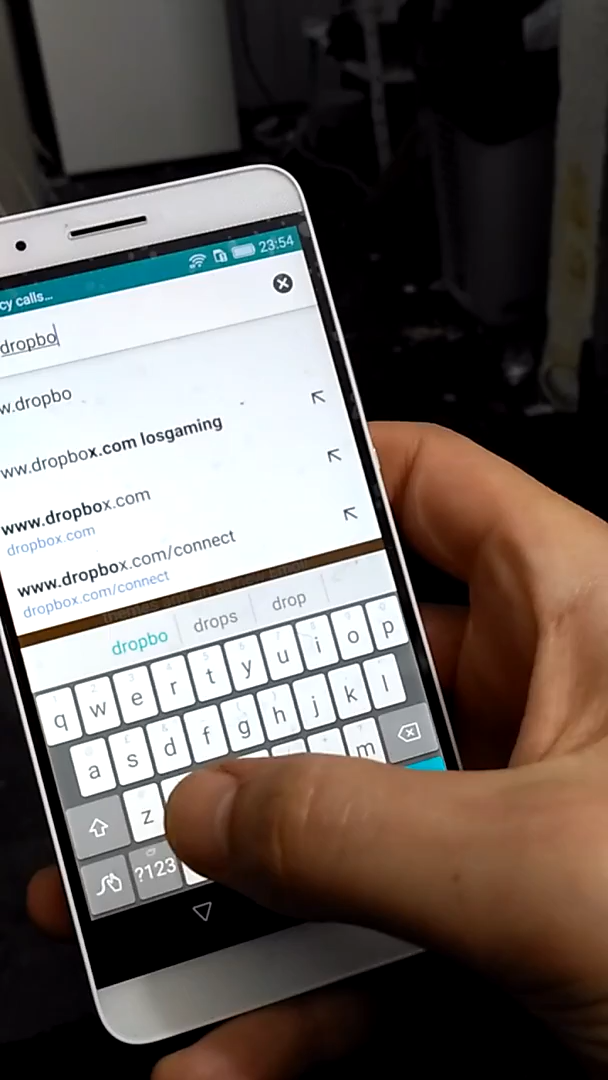 23:54
cy calls...
dropbo
w.dropbo
ww.dropbox.com losgaming
www.dropbox.com
dropbox.com
www.dropbox.com/connect
dropbox.com/connect
dropbo drops drop
q w e r t y u i o p
a s d f g h j k l
z m
?123